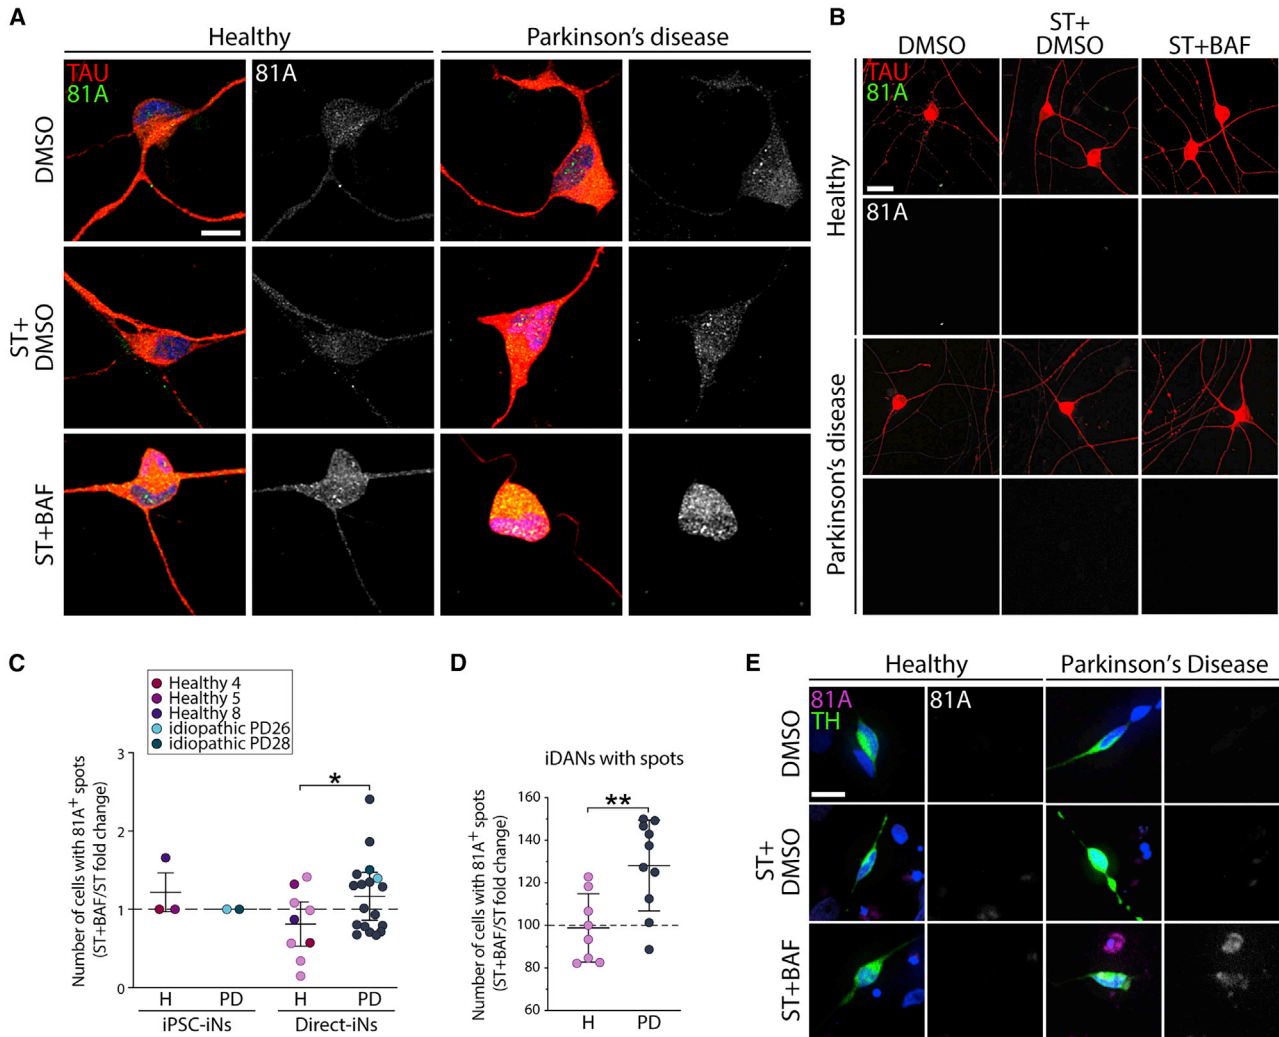 A
Healthy
Parkinson's disease
TAU
81A
81A
DMSO
ST+
DMSO
ST+BAF
B
DMSO
ST+
DMSO
ST+BAF
TAU
81A
81A
Healthy
Parkinson's disease
C
Healthy 4
Healthy 5
Healthy 8
idiopathic PD26
idiopathic PD28
Number of cells with 81A+ spots
(ST+BAF/ST fold change)
3
2
1
0
*
H
PD
H
PD
iPSC-iNs
Direct-iNs
D
iDANs with spots
Number of cells with 81A+ spots
(ST+BAF/ST fold change)
160
140
120
100
80
60
**
H
PD
E
Healthy
Parkinson's Disease
81A
TH
81A
DMSO
ST+
DMSO
ST+BAF